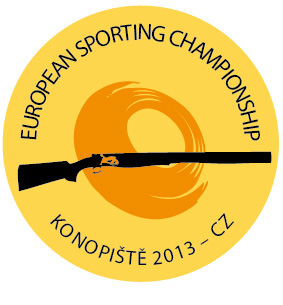 EUROPEAN SPORTING CHAMPIONSHIP
KONOPIŠTĚ 2013 – CZ